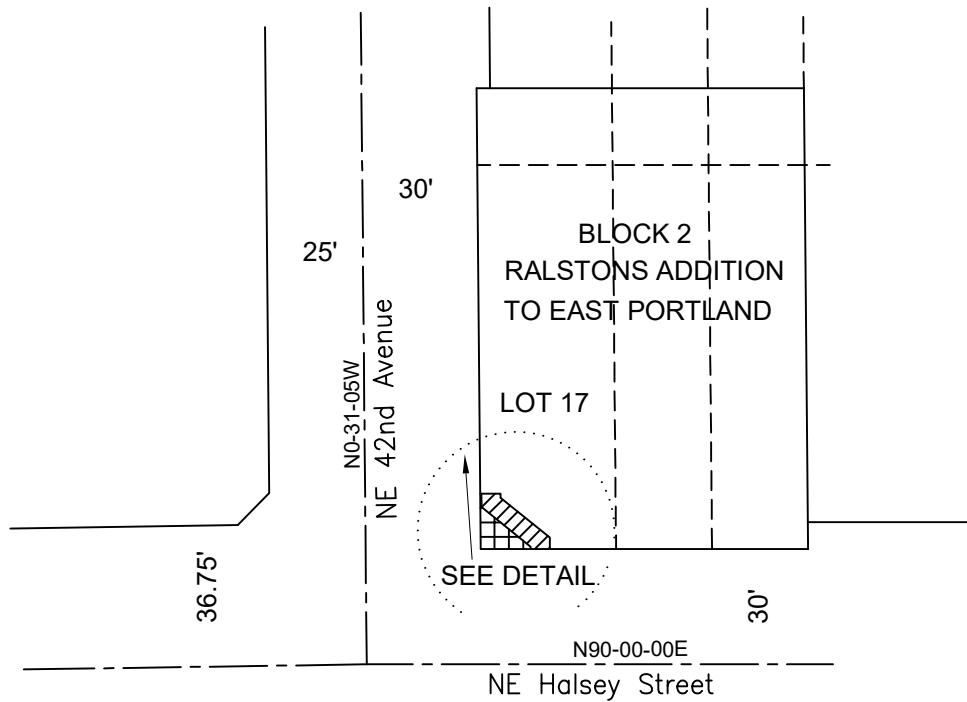 30'
25'
BLOCK 2
RALSTONS ADDITION
TO EAST PORTLAND
N0-31-05W
NE 42nd Avenue
LOT 17
SEE DETAIL
36.75'
30'
N90-00-00E
NE Halsey Street